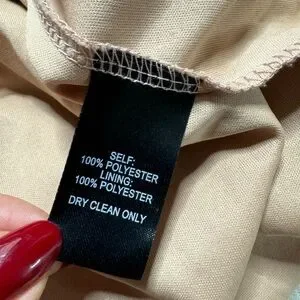 SELF:
100% POLYESTER
LINING:
100% POLYESTER
DRY CLEAN ONLY